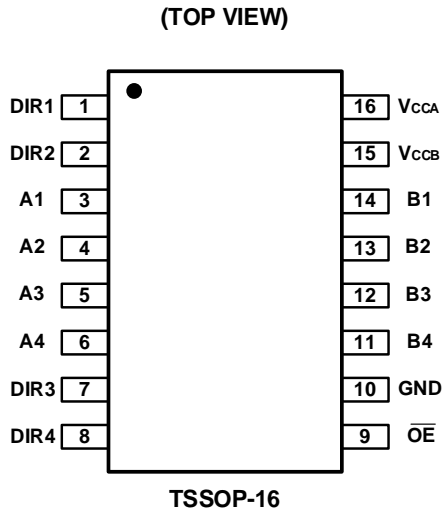 (TOP VIEW)
DIR1 1 16 VCCA
DIR2 2 15 VCCB
A1 3 14 B1
A2 4 13 B2
A3 5 12 B3
A4 6 11 B4
DIR3 7 10 GND
DIR4 8 9 O̅E̅
TSSOP-16